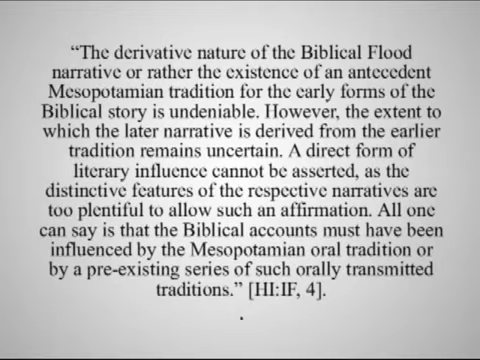 “The derivative nature of the Biblical Flood
narrative or rather the existence of an antecedent
Mesopotamian tradition for the early forms of the
Biblical story is undeniable. However, the extent to
which the later narrative is derived from the earlier
tradition remains uncertain. A direct form of
literary influence cannot be asserted, as the
distinctive features of the respective narratives are
too plentiful to allow such an affirmation. All one
can say is that the Biblical accounts must have been
influenced by the Mesopotamian oral tradition or
by a pre-existing series of such orally transmitted
traditions.” [HI:IF, 4].
.